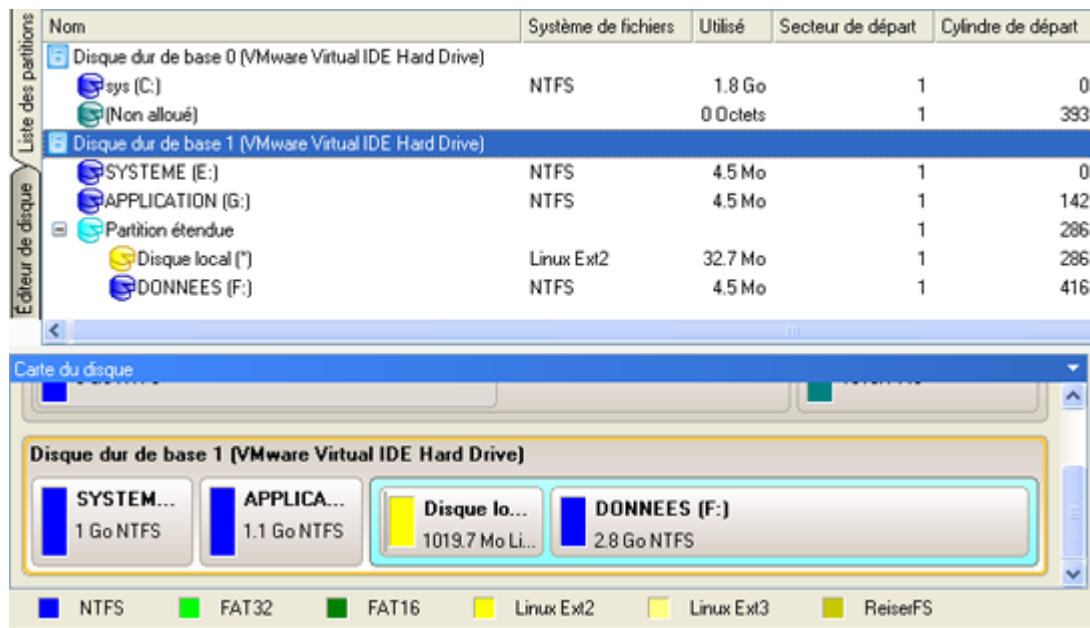 Nom Système de fichiers Utilisé Secteur de départ Cylindre de départ
Liste des partitions
Éditeur de disque
Disque dur de base 0 (VMware Virtual IDE Hard Drive)
sys (C:) NTFS 1.8 Go 1 0
(Non alloué) 0 Octets 1 393
Disque dur de base 1 (VMware Virtual IDE Hard Drive)
SYSTEME (E:) NTFS 4.5 Mo 1 0
APPLICATION (G:) NTFS 4.5 Mo 1 142
Partition étendue 1 286
Disque local (*) Linux Ext2 32.7 Mo 1 286
DONNEES (F:) NTFS 4.5 Mo 1 416
Carte du disque
Disque dur de base 1 (VMware Virtual IDE Hard Drive)
SYSTEM... APPLICA... Disque lo... DONNEES (F:)
1 Go NTFS 1.1 Go NTFS 1019.7 Mo Li... 2.8 Go NTFS
NTFS FAT32 FAT16 Linux Ext2 Linux Ext3 ReiserFS